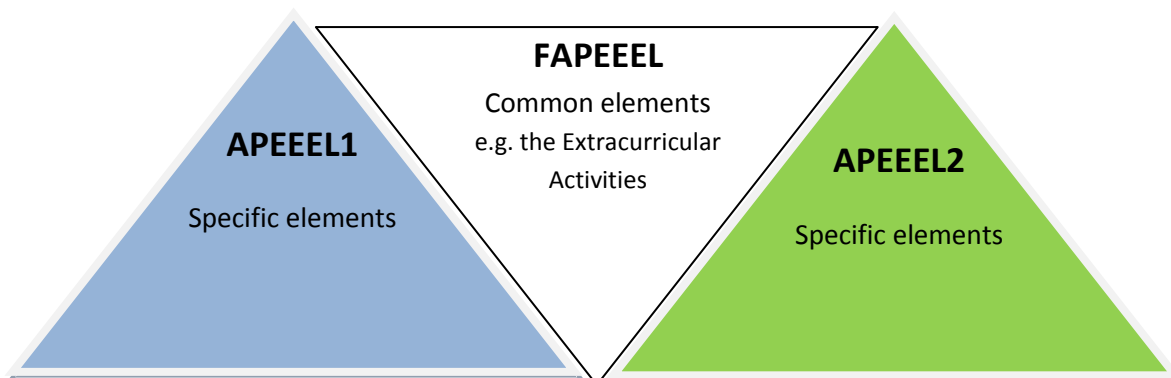 APEEEL1
Specific elements
FAPEEEL
Common elements
e.g. the Extracurricular
Activities
APEEEL2
Specific elements